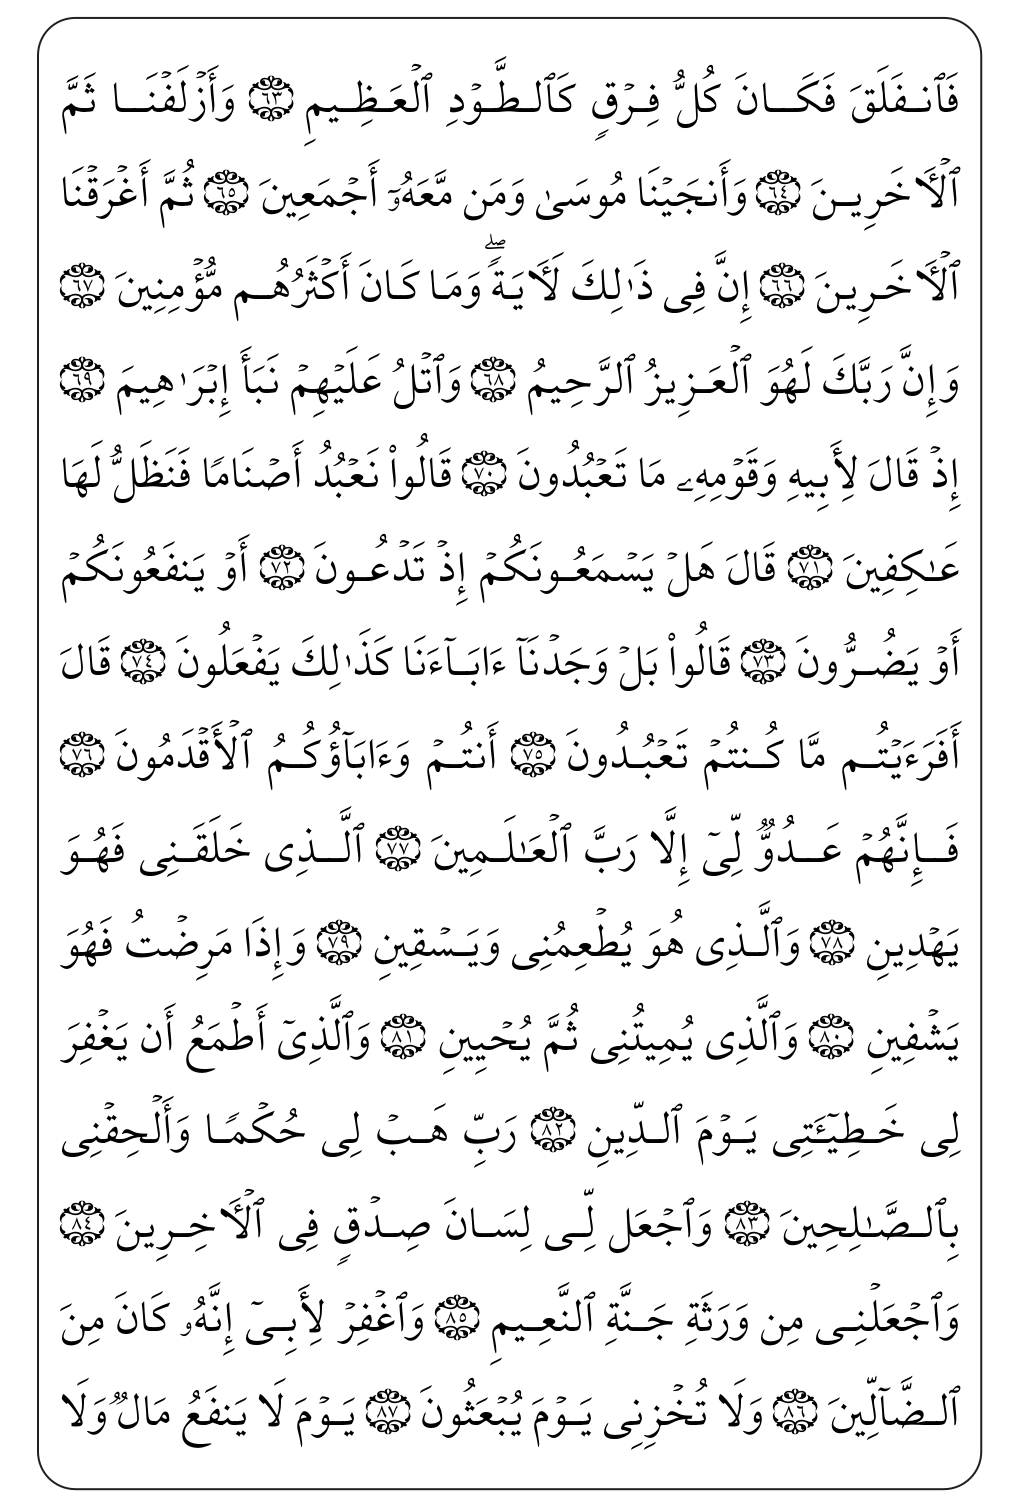 فَٱنفَلَقَ فَكَانَ كُلُّ فِرۡقٖ كَٱلطَّوۡدِ ٱلۡعَظِيمِ ٦٣ وَأَزۡلَفۡنَا ثَمَّ
ٱلۡأٓخَرِينَ ٦٤ وَأَنجَيۡنَا مُوسَىٰ وَمَن مَّعَهُۥٓ أَجۡمَعِينَ ٦٥ ثُمَّ أَغۡرَقۡنَا
ٱلۡأٓخَرِينَ ٦٦ إِنَّ فِي ذَٰلِكَ لَأٓيَةٗۖ وَمَا كَانَ أَكۡثَرُهُم مُّؤۡمِنِينَ ٦٧
وَإِنَّ رَبَّكَ لَهُوَ ٱلۡعَزِيزُ ٱلرَّحِيمُ ٦٨ وَٱتۡلُ عَلَيۡهِمۡ نَبَأَ إِبۡرَٰهِيمَ ٦٩
إِذۡ قَالَ لِأَبِيهِ وَقَوۡمِهِۦ مَا تَعۡبُدُونَ ٧٠ قَالُواْ نَعۡبُدُ أَصۡنَامٗا فَنَظَلُّ لَهَا
عَٰكِفِينَ ٧١ قَالَ هَلۡ يَسۡمَعُونَكُمۡ إِذۡ تَدۡعُونَ ٧٢ أَوۡ يَنفَعُونَكُمۡ
أَوۡ يَضُرُّونَ ٧٣ قَالُواْ بَلۡ وَجَدۡنَآ ءَابَآءَنَا كَذَٰلِكَ يَفۡعَلُونَ ٧٤ قَالَ
أَفَرَءَيۡتُم مَّا كُنتُمۡ تَعۡبُدُونَ ٧٥ أَنتُمۡ وَءَابَآؤُكُمُ ٱلۡأَقۡدَمُونَ ٧٦
فَإِنَّهُمۡ عَدُوّٞ لِّيٓ إِلَّا رَبَّ ٱلۡعَٰلَمِينَ ٧٧ ٱلَّذِي خَلَقَنِي فَهُوَ
يَهۡدِينِ ٧٨ وَٱلَّذِي هُوَ يُطۡعِمُنِي وَيَسۡقِينِ ٧٩ وَإِذَا مَرِضۡتُ فَهُوَ
يَشۡفِينِ ٨٠ وَٱلَّذِي يُمِيتُنِي ثُمَّ يُحۡيِينِ ٨١ وَٱلَّذِيٓ أَطۡمَعُ أَن يَغۡفِرَ
لِي خَطِيٓـَٔتِي يَوۡمَ ٱلدِّينِ ٨٢ رَبِّ هَبۡ لِي حُكۡمٗا وَأَلۡحِقۡنِي
بِٱلصَّٰلِحِينَ ٨٣ وَٱجۡعَل لِّي لِسَانَ صِدۡقٖ فِي ٱلۡأٓخِرِينَ ٨٤
وَٱجۡعَلۡنِي مِن وَرَثَةِ جَنَّةِ ٱلنَّعِيمِ ٨٥ وَٱغۡفِرۡ لِأَبِيٓ إِنَّهُۥ كَانَ مِنَ
ٱلضَّآلِّينَ ٨٦ وَلَا تُخۡزِنِي يَوۡمَ يُبۡعَثُونَ ٨٧ يَوۡمَ لَا يَنفَعُ مَالٞ وَلَا